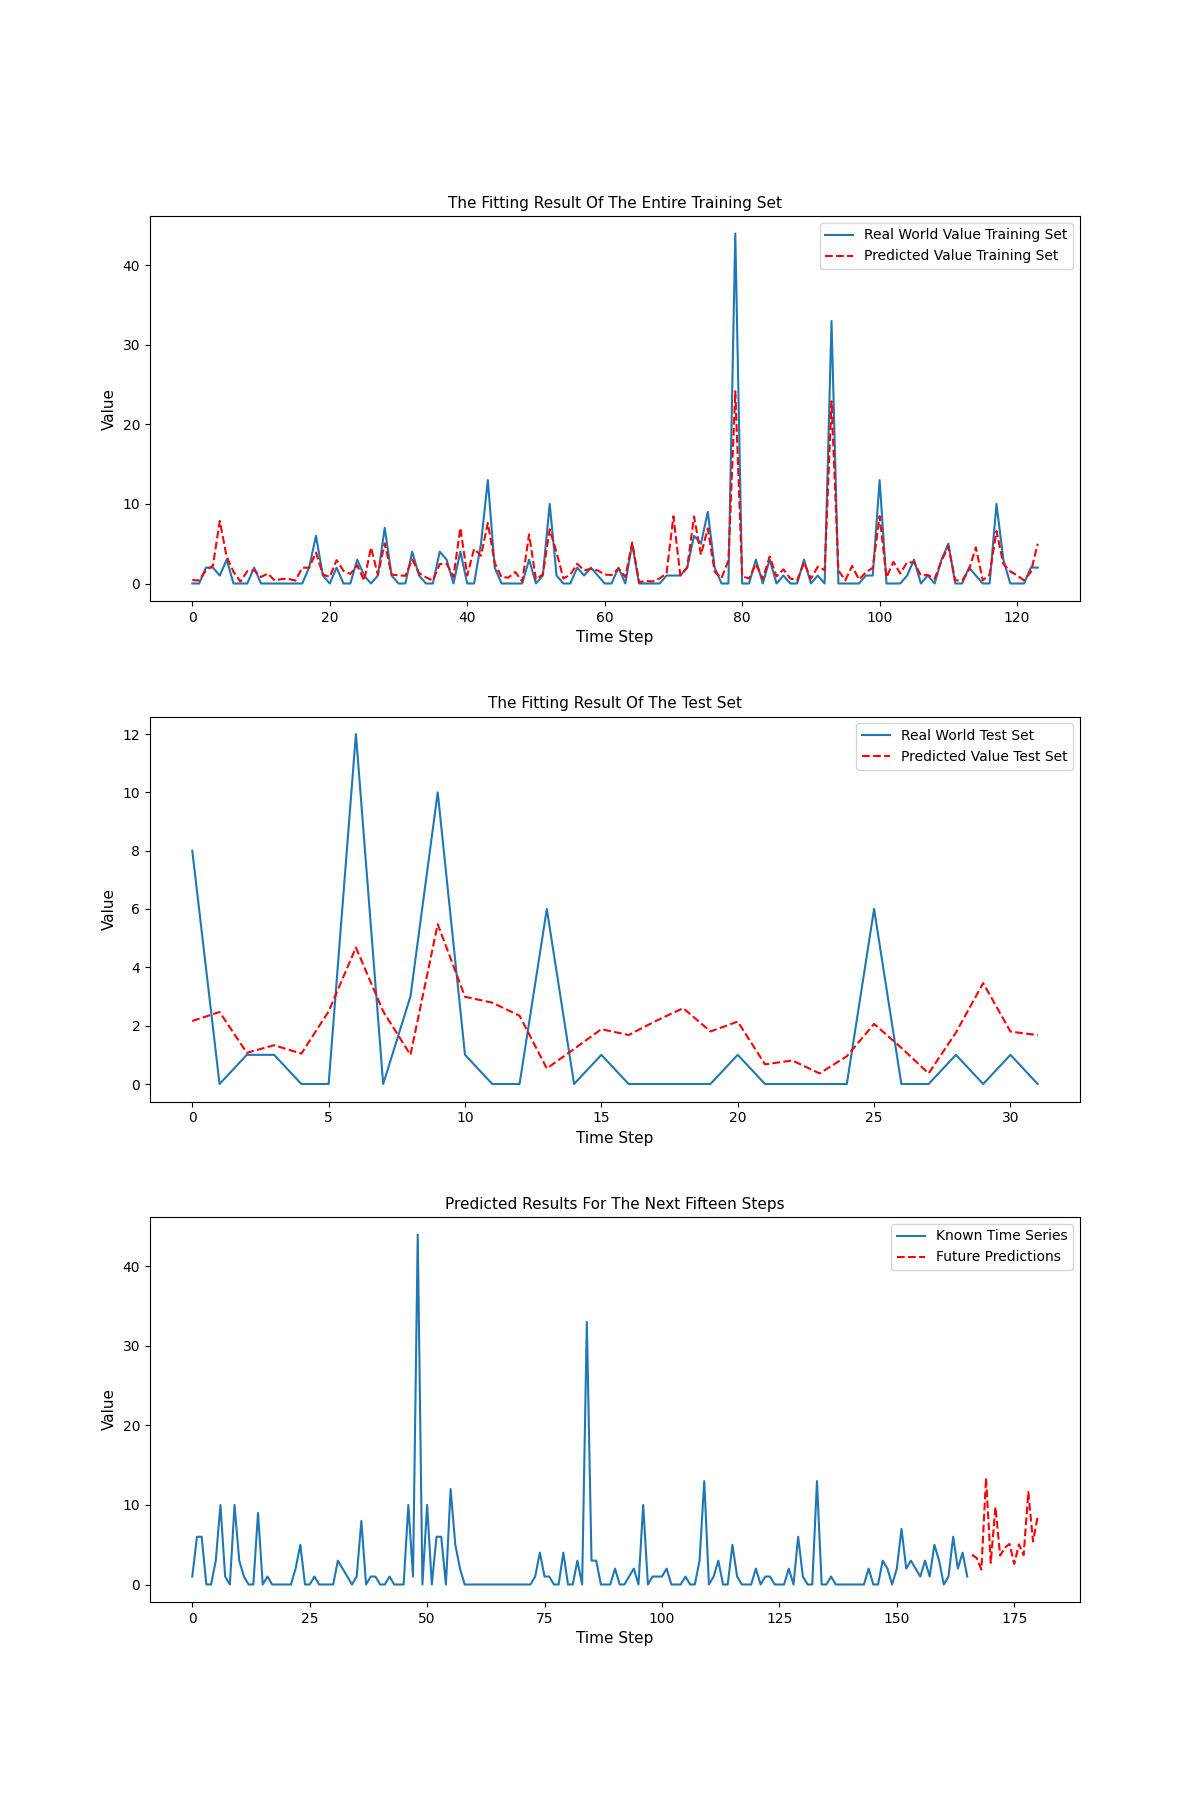 The Fitting Result Of The Entire Training Set
Real World Value Training Set
Predicted Value Training Set
Value
40
30
20
10
0
0 20 40 60 80 100 120
Time Step
The Fitting Result Of The Test Set
Real World Test Set
Predicted Value Test Set
Value
12
10
8
6
4
2
0
0 5 10 15 20 25 30
Time Step
Predicted Results For The Next Fifteen Steps
Known Time Series
Future Predictions
Value
40
30
20
10
0
0 25 50 75 100 125 150 175
Time Step